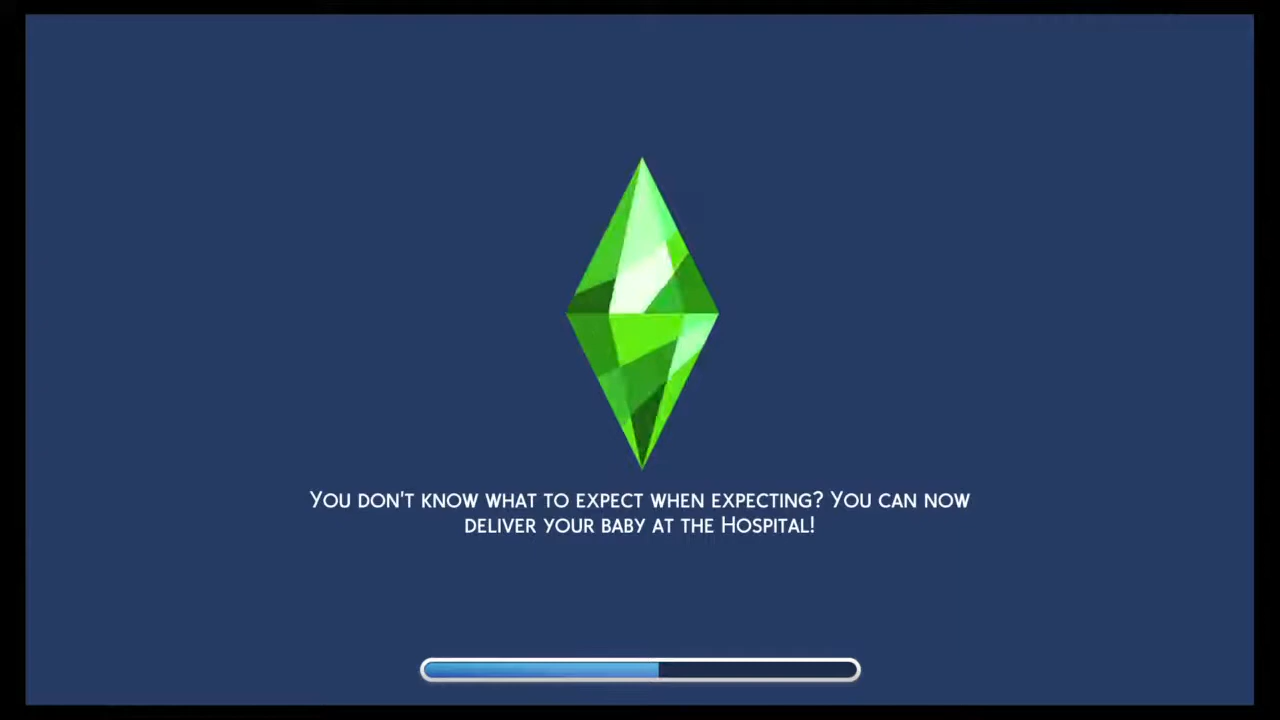 You don't know what to expect when expecting? You can now
deliver your baby at the Hospital!